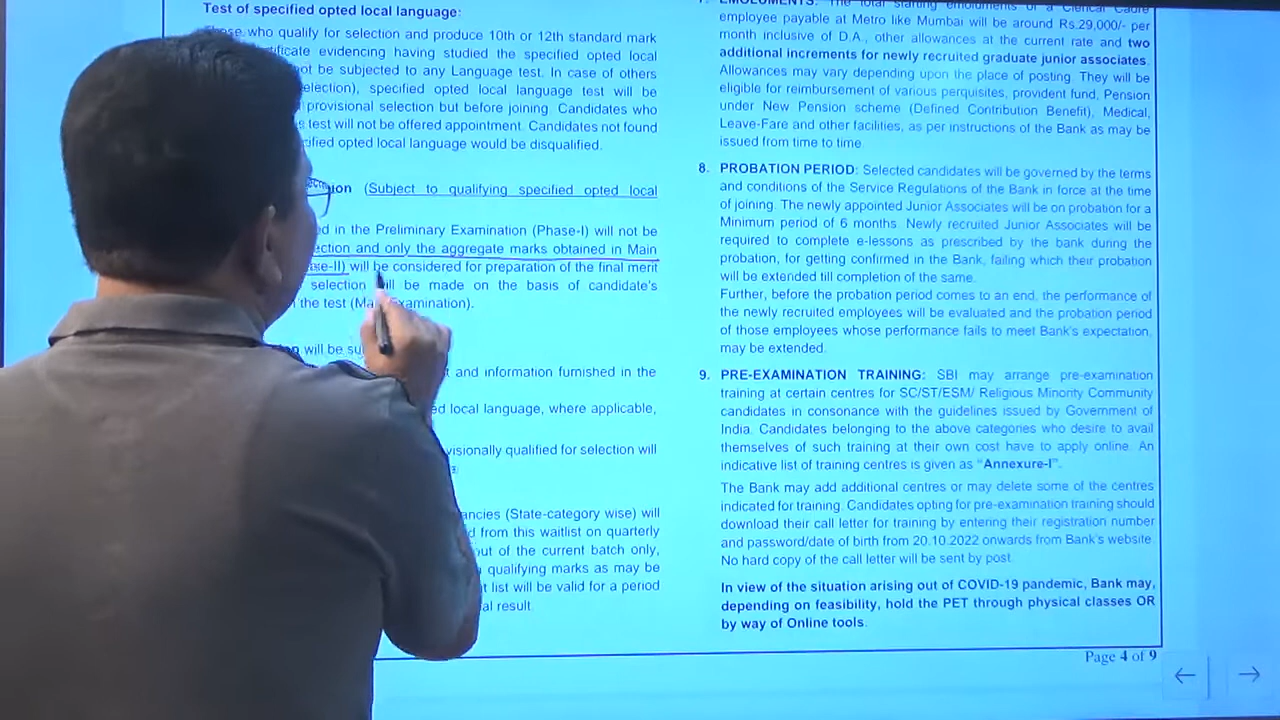 Test of specified opted local language:
who qualify for selection and produce 10th or 12th standard mark
evidencing having studied the specified opted local
not be subjected to any Language test. In case of others
specified opted local language test will be
provisional selection but before joining. Candidates who
test will not be offered appointment. Candidates not found
opted local language would be disqualified.
(Subject to qualifying specified opted local
in the Preliminary Examination (Phase-I) will not be
and only the aggregate marks obtained in Main
will be considered for preparation of the final merit
selection will be made on the basis of candidate's
the test (Main Examination).
will be
and information furnished in the
local language, where applicable,
qualified for selection will
(State-category wise) will
from this waitlist on quarterly
of the current batch only,
qualifying marks as may be
list will be valid for a period
result.
EMOLUMENTS: The total starting emoluments of a Clerical Cadre
employee payable at Metro like Mumbai will be around Rs.29,000/- per
month inclusive of D.A., other allowances at the current rate and two
additional increments for newly recruited graduate junior associates.
Allowances may vary depending upon the place of posting. They will be
eligible for reimbursement of various perquisites, provident fund, Pension
under New Pension scheme (Defined Contribution Benefit), Medical,
Leave-Fare and other facilities, as per instructions of the Bank as may be
issued from time to time.
8. PROBATION PERIOD: Selected candidates will be governed by the terms
and conditions of the Service Regulations of the Bank in force at the time
of joining. The newly appointed Junior Associates will be on probation for a
Minimum period of 6 months. Newly recruited Junior Associates will be
required to complete e-lessons as prescribed by the bank during the
probation, for getting confirmed in the Bank, failing which their probation
will be extended till completion of the same.
Further, before the probation period comes to an end, the performance of
the newly recruited employees will be evaluated and the probation period
of those employees whose performance fails to meet Bank's expectation,
may be extended.
9. PRE-EXAMINATION TRAINING: SBI may arrange pre-examination
training at certain centres for SC/ST/ESM/ Religious Minority Community
candidates in consonance with the guidelines issued by Government of
India. Candidates belonging to the above categories who desire to avail
themselves of such training at their own cost have to apply online. An
indicative list of training centres is given as “Annexure-I”.
The Bank may add additional centres or may delete some of the centres
indicated for training. Candidates opting for pre-examination training should
download their call letter for training by entering their registration number
and password/date of birth from 20.10.2022 onwards from Bank's website.
No hard copy of the call letter will be sent by post.
In view of the situation arising out of COVID-19 pandemic, Bank may,
depending on feasibility, hold the PET through physical classes OR
by way of Online tools.
Page 4 of 9